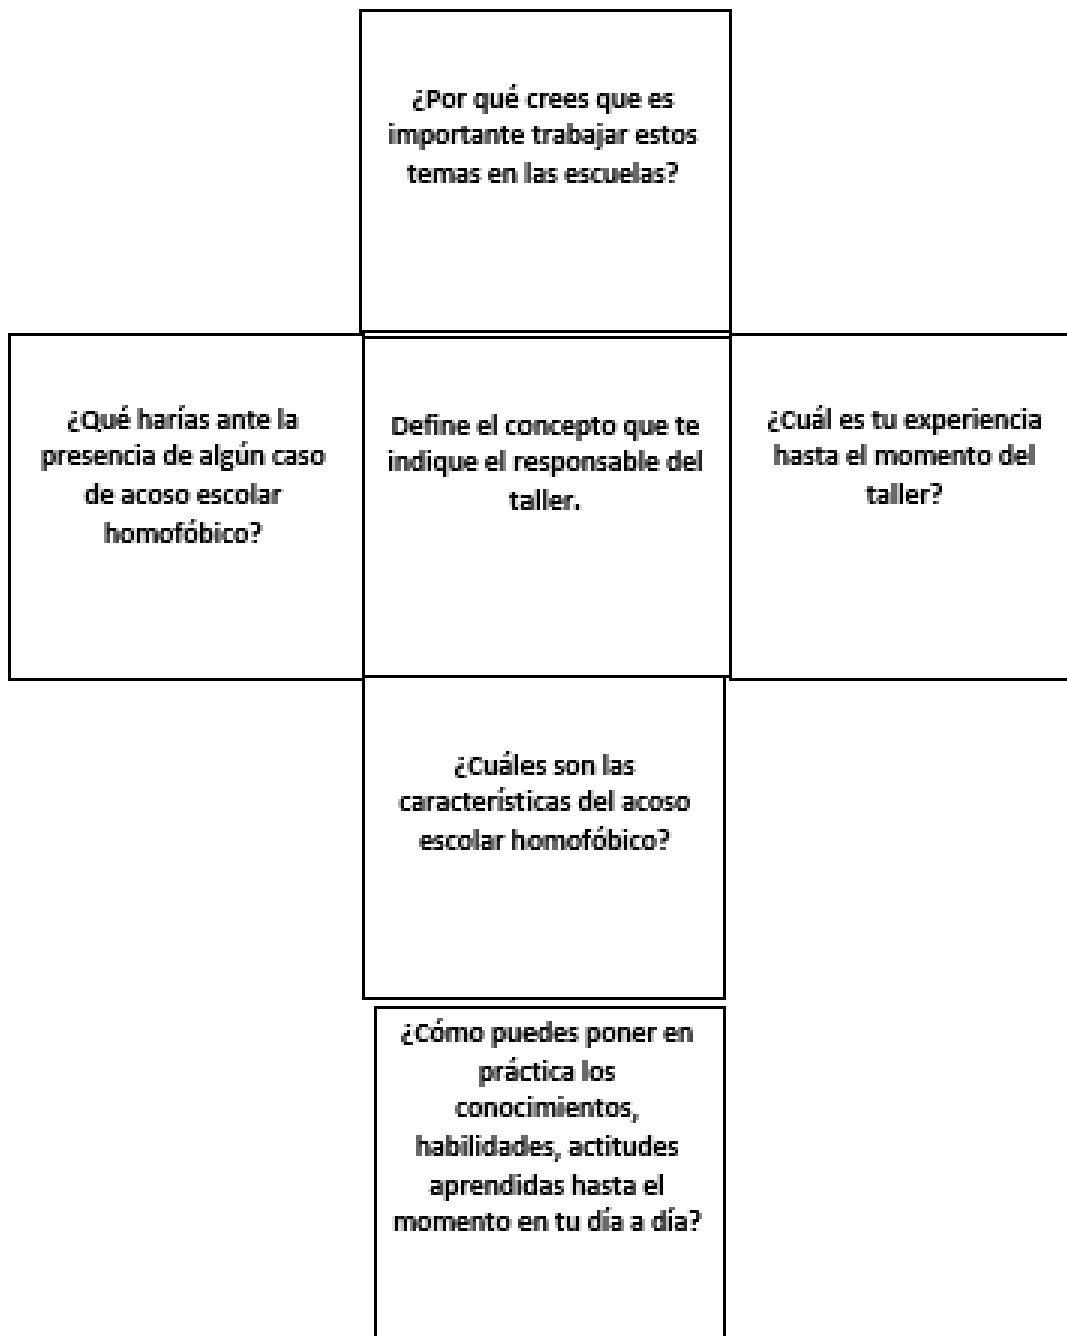 ¿Por qué crees que es
importante trabajar estos
temas en las escuelas?
¿Qué harías ante la
presencia de algún caso
de acoso escolar
homofóbico?
Define el concepto que te
indique el responsable del
taller.
¿Cuál es tu experiencia
hasta el momento del
taller?
¿Cuáles son las
características del acoso
escolar homofóbico?
¿Cómo puedes poner en
práctica los
conocimientos,
habilidades, actitudes
aprendidas hasta el
momento en tu día a día?